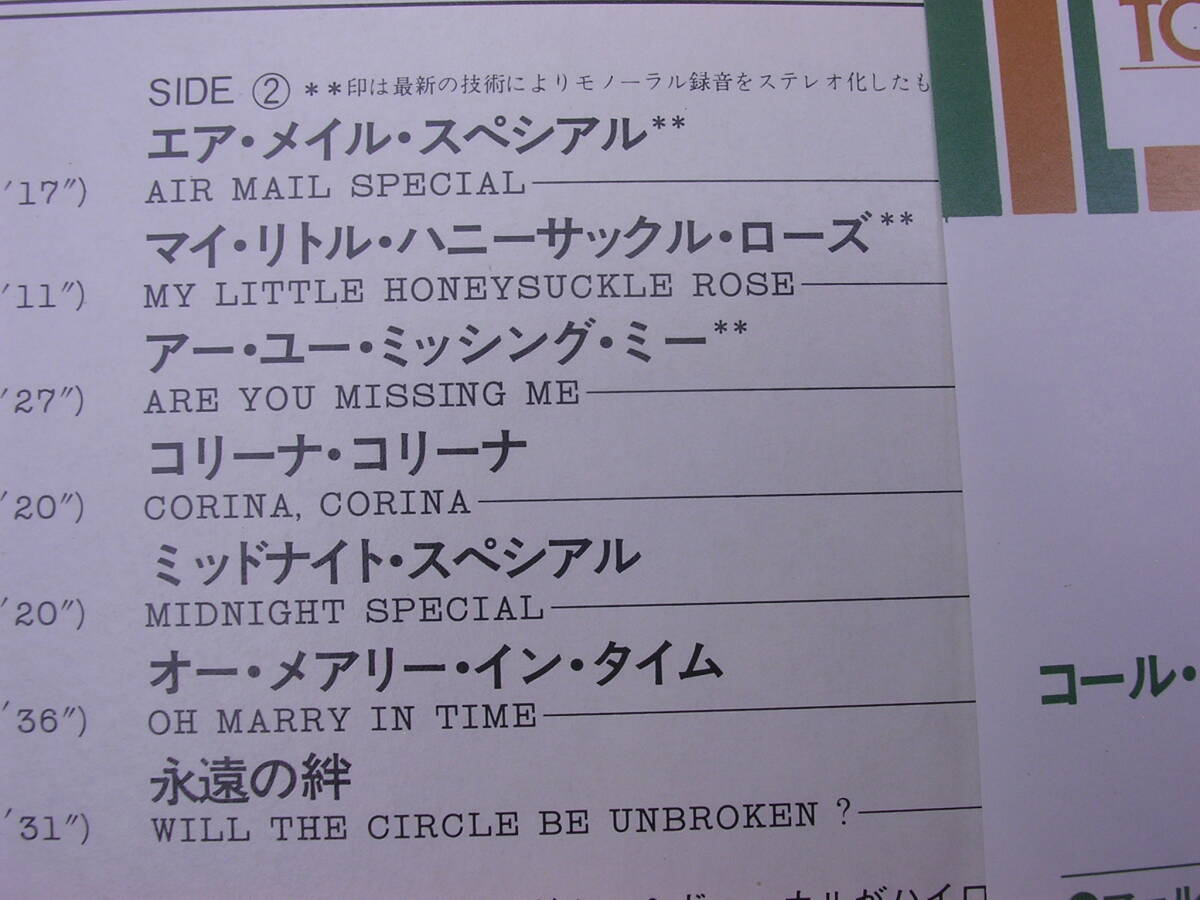 SIDE ② **印は最新の技術によりモノーラル録音をステレオ化したも
エア・メイル・スペシアル**
'17") AIR MAIL SPECIAL
マイ・リトル・ハニーサックル・ローズ**
'11") MY LITTLE HONEYSUCKLE ROSE
アー・ユー・ミッシング・ミー**
'27") ARE YOU MISSING ME
コリーナ・コリーナ
'20") CORINA, CORINA
ミッドナイト・スペシアル
'20") MIDNIGHT SPECIAL
オー・メアリー・イン・タイム
'36") OH MARRY IN TIME
永遠の絆
'31") WILL THE CIRCLE BE UNBROKEN ?
TO
コール・